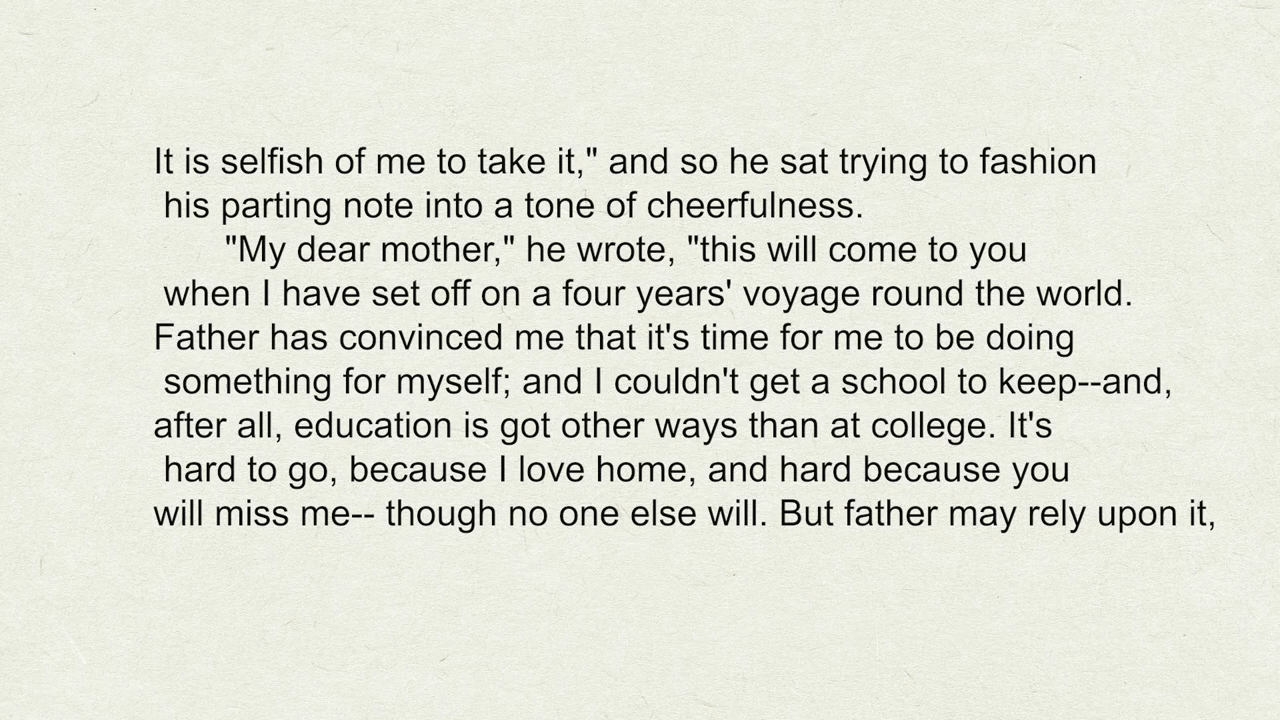 It is selfish of me to take it," and so he sat trying to fashion
his parting note into a tone of cheerfulness.
"My dear mother," he wrote, "this will come to you
when I have set off on a four years' voyage round the world.
Father has convinced me that it's time for me to be doing
something for myself; and I couldn't get a school to keep--and,
after all, education is got other ways than at college. It's
hard to go, because I love home, and hard because you
will miss me-- though no one else will. But father may rely upon it,